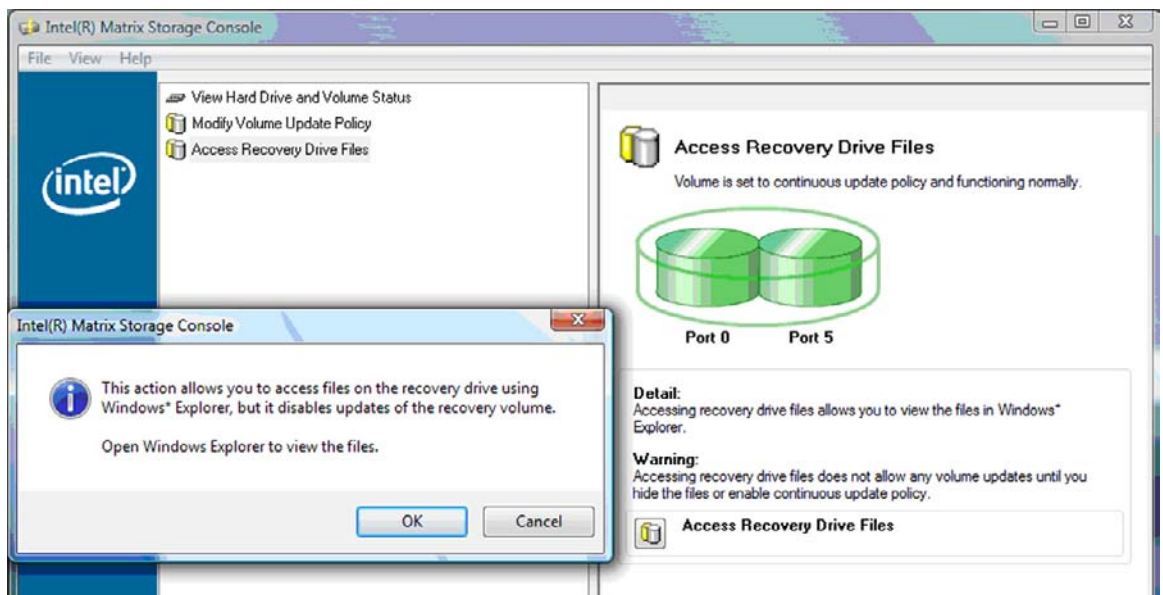 Intel(R) Matrix Storage Console
File View Help
intel
View Hard Drive and Volume Status
Modify Volume Update Policy
Access Recovery Drive Files
Access Recovery Drive Files
Volume is set to continuous update policy and functioning normally.
Port 0 Port 5
Detail:
Accessing recovery drive files allows you to view the files in Windows*
Explorer.
Warning:
Accessing recovery drive files does not allow any volume updates until you
hide the files or enable continuous update policy.
Access Recovery Drive Files
Intel(R) Matrix Storage Console
This action allows you to access files on the recovery drive using
Windows* Explorer, but it disables updates of the recovery volume.
Open Windows Explorer to view the files.
OK Cancel